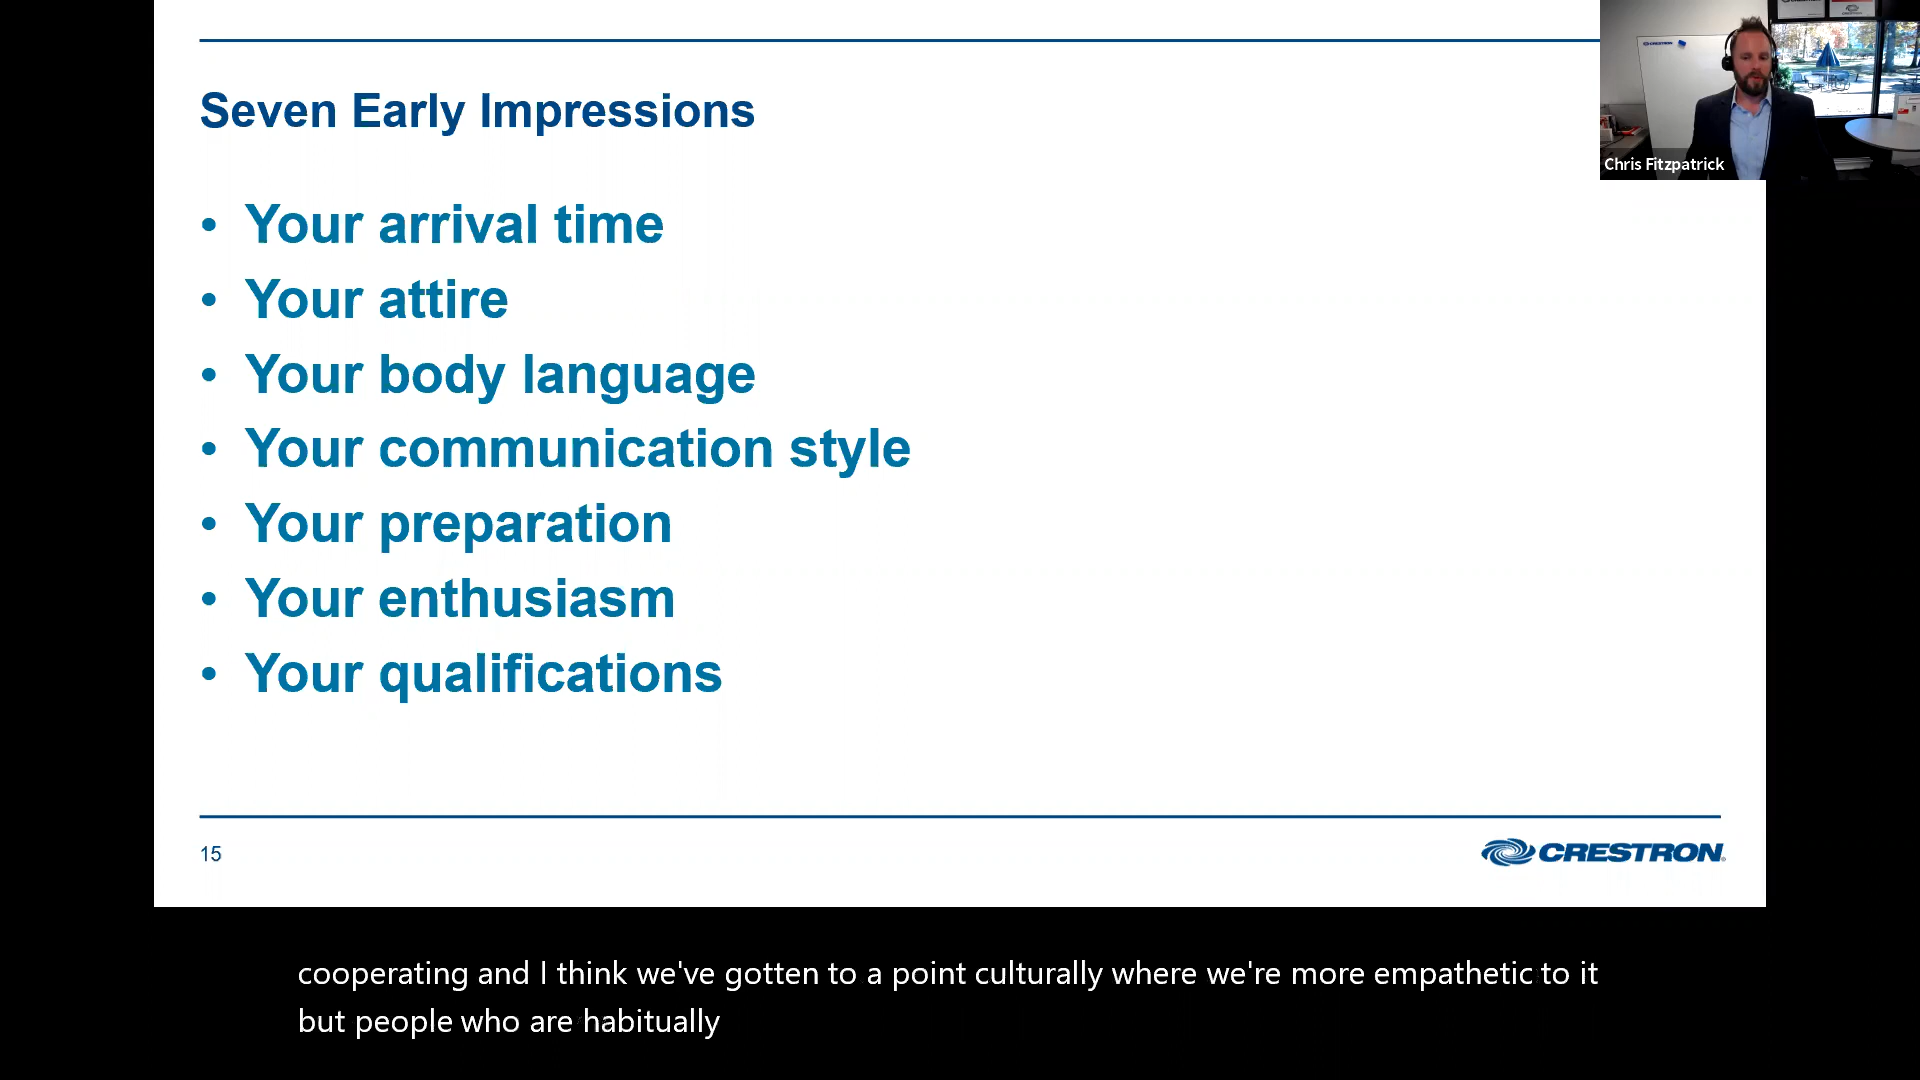 Seven Early Impressions
• Your arrival time
• Your attire
• Your body language
• Your communication style
• Your preparation
• Your enthusiasm
• Your qualifications
15
CRESTRON
CRESTRON
Chris Fitzpatrick
cooperating and I think we've gotten to a point culturally where we're more empathetic to it
but people who are habitually